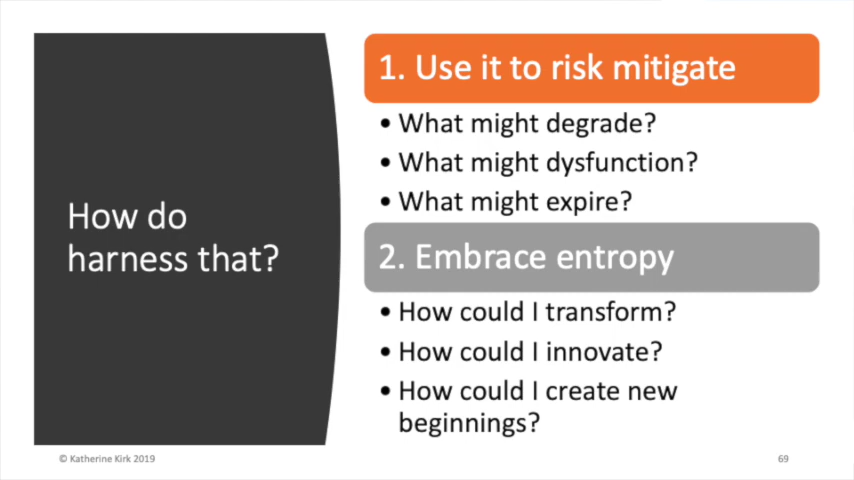 How do
harness that?
1. Use it to risk mitigate
• What might degrade?
• What might dysfunction?
• What might expire?
2. Embrace entropy
• How could I transform?
• How could I innovate?
• How could I create new
beginnings?
© Katherine Kirk 2019
69